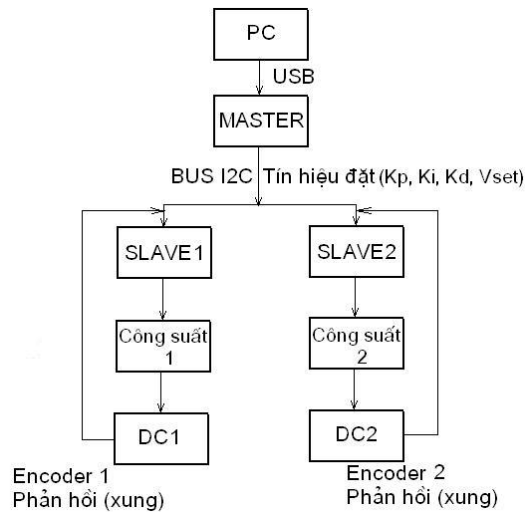 PC
USB
MASTER
BUS I2C Tín hiệu đặt (Kp, Ki, Kd, Vset)
SLAVE1
SLAVE2
Công suất
1
Công suất
2
DC1
DC2
Encoder 1
Phản hồi (xung)
Encoder 2
Phản hồi (xung)